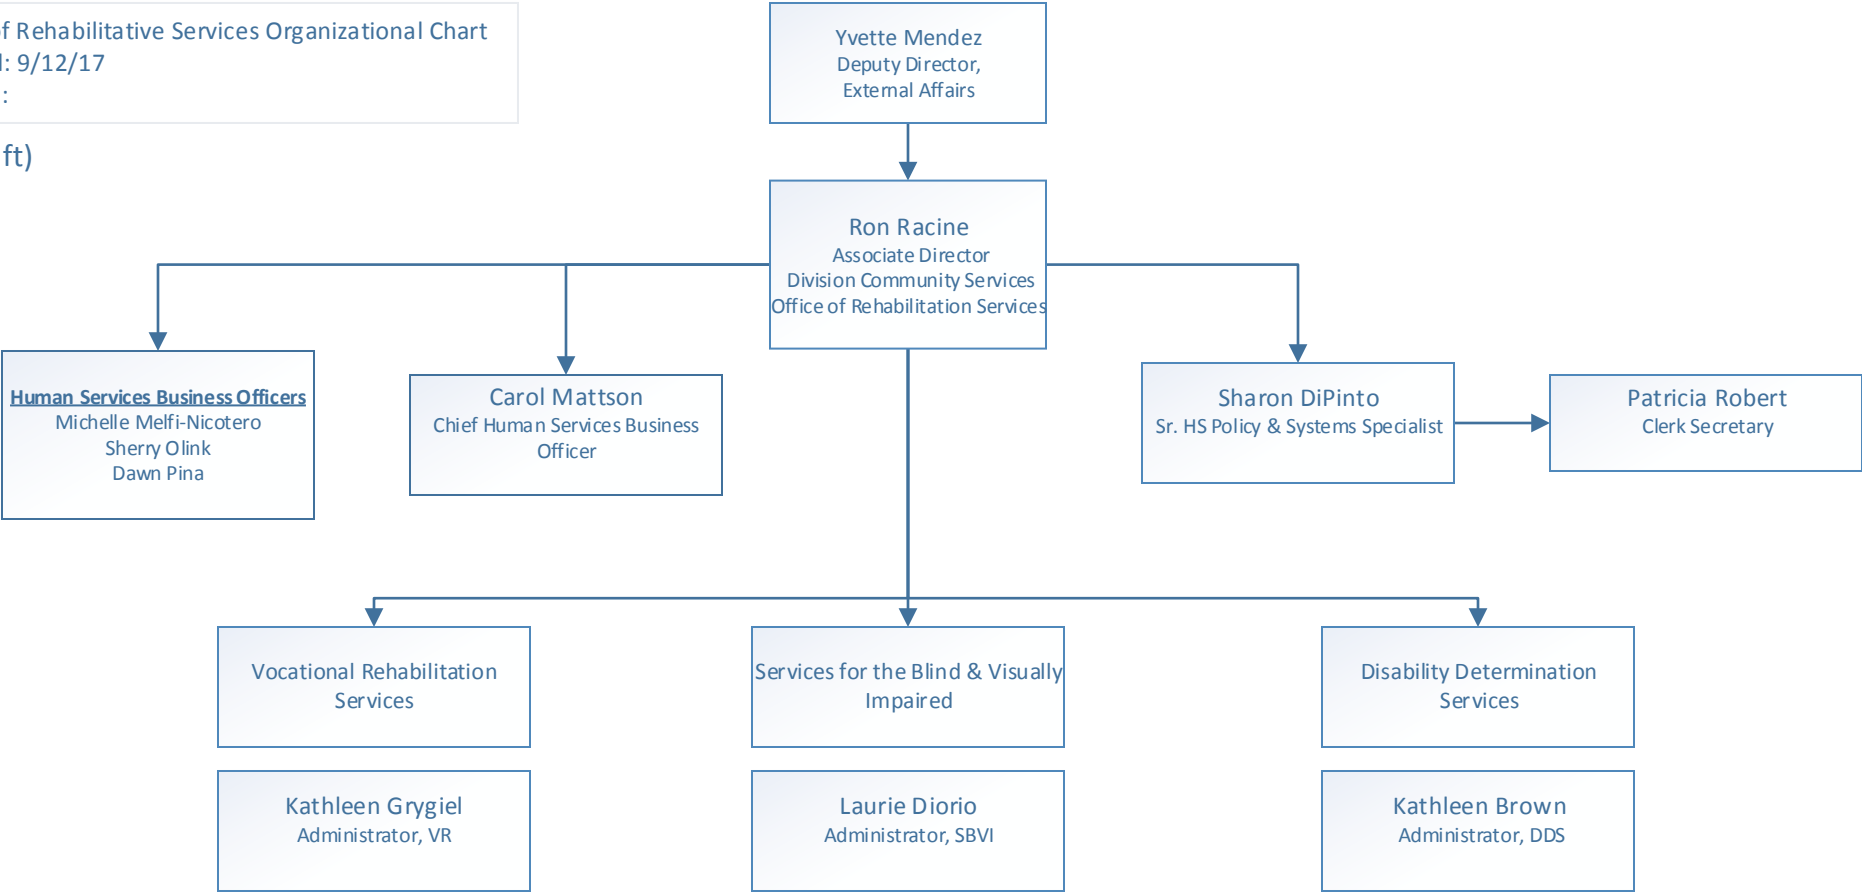 of Rehabilitative Services Organizational Chart
: 9/12/17
:
ft)
Yvette Mendez
Deputy Director,
External Affairs
Ron Racine
Associate Director
Division Community Services
Office of Rehabilitation Services
Human Services Business Officers
Michelle Melfi-Nicotero
Sherry Olink
Dawn Pina
Carol Mattson
Chief Human Services Business
Officer
Sharon DiPinto
Sr. HS Policy & Systems Specialist
Patricia Robert
Clerk Secretary
Vocational Rehabilitation
Services
Services for the Blind & Visually
Impaired
Disability Determination
Services
Kathleen Grygiel
Administrator, VR
Laurie Diorio
Administrator, SBVI
Kathleen Brown
Administrator, DDS